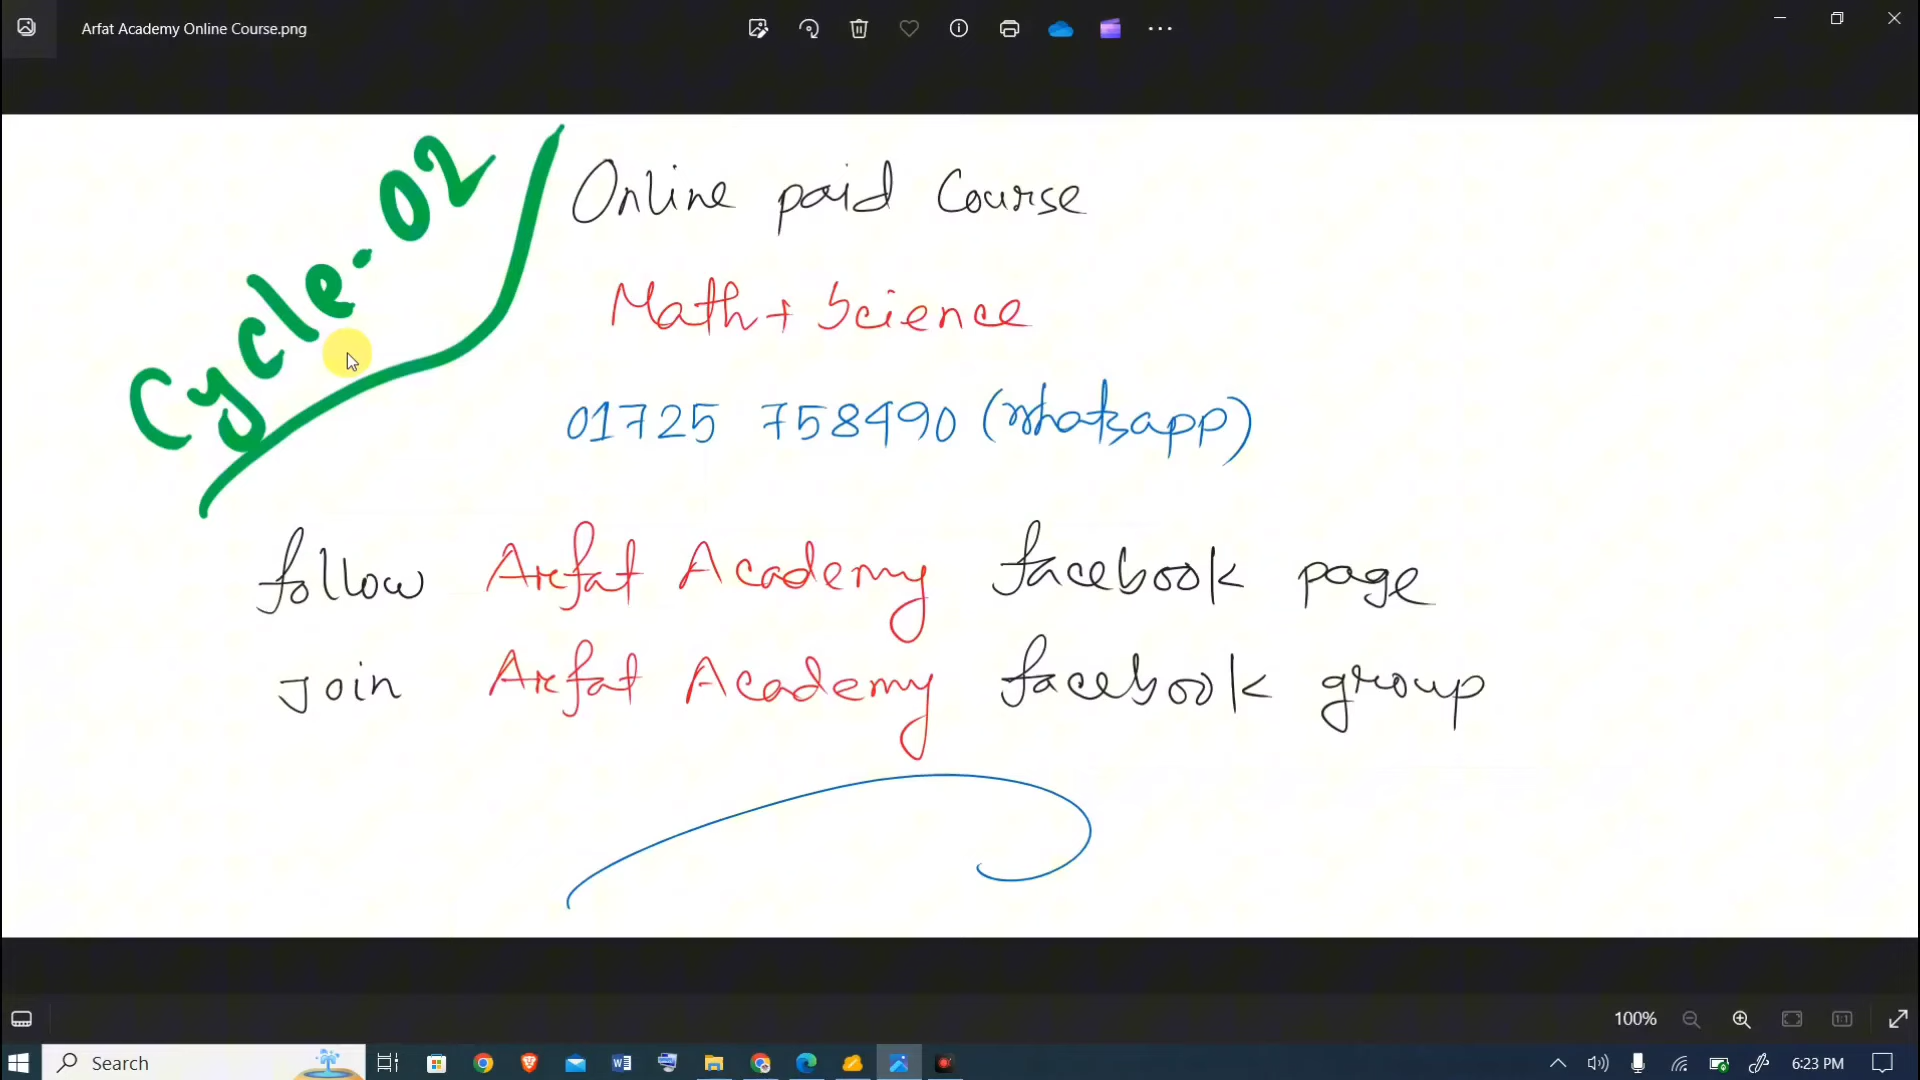 Arfat Academy Online Course.png
Cycle-02
Online paid Course
Math + Science
01725 758490 (whatsapp)
follow Arfat Academy facebook page
Join Arfat Academy facebook group
100%
Search
6:23 PM